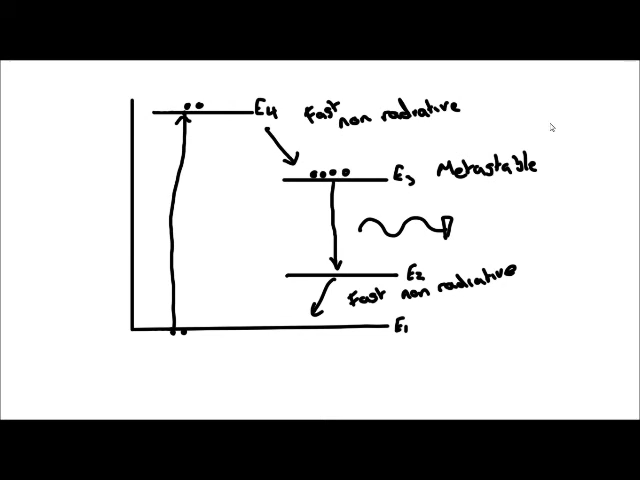 E4 Fast non radiative
E3 Metastable
E2
Fast non radiative
E1